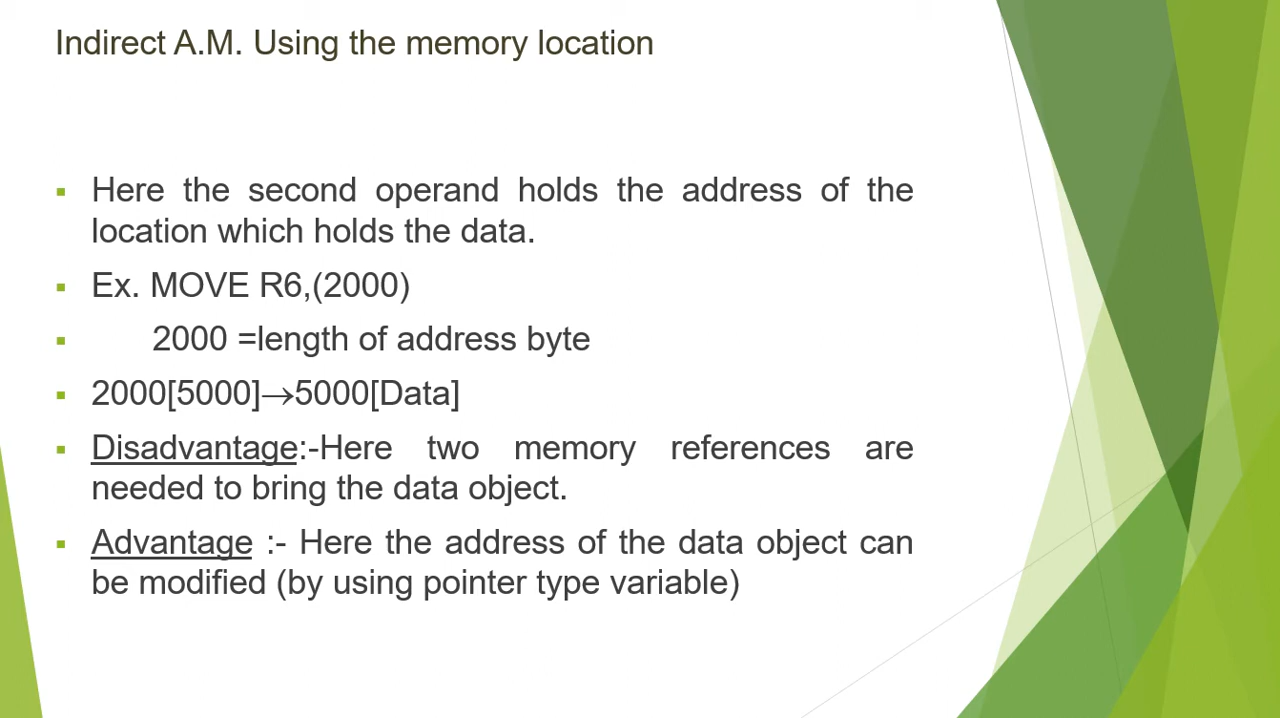 Indirect A.M. Using the memory location
▪ Here the second operand holds the address of the
location which holds the data.
▪ Ex. MOVE R6,(2000)
▪ 2000 =length of address byte
▪ 2000[5000]→5000[Data]
▪ Disadvantage:-Here two memory references are
needed to bring the data object.
▪ Advantage :- Here the address of the data object can
be modified (by using pointer type variable)